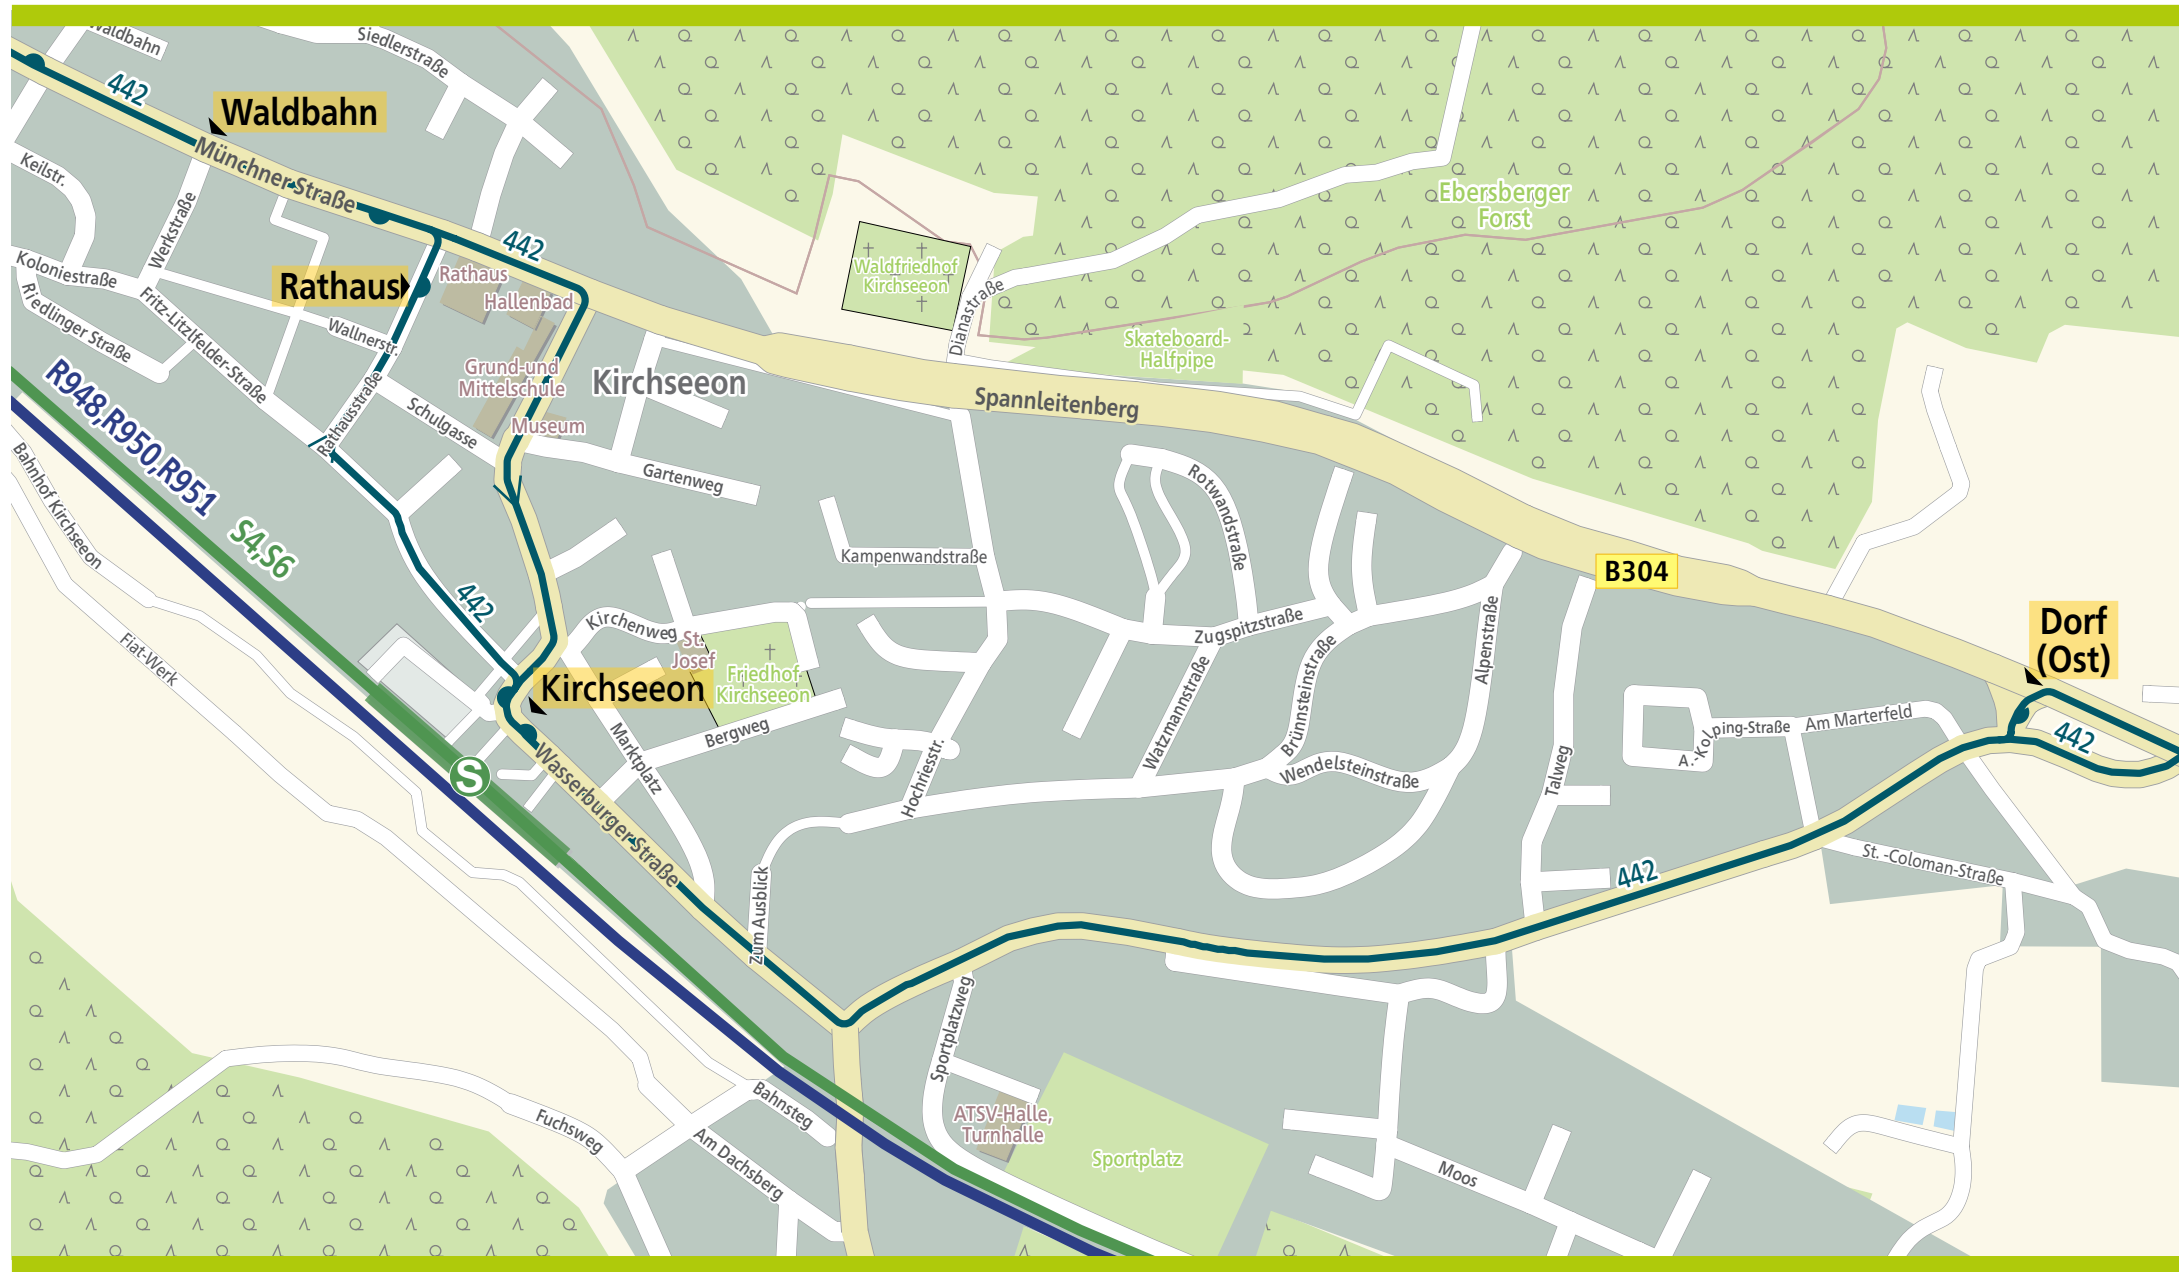 Waldbahn
Siedlerstraße
442
Waldbahn
Münchner-Straße
Keilstr.
Werkstraße
442
Koloniestraße
Rathaus
Rathaus
Hallenbad
Riedlinger Straße
Fritz-Litzlfelder-Straße
Wallnerstr.
Rathausstraße
Schulgasse
Grund-und
Mittelschule
Museum
Kirchseeon
Gartenweg
Waldfriedhof
Kirchseeon
Dianastraße
Skateboard-
Halfpipe
Ebersberger
Forst
Spannleitenberg
R948,R950,R951
S4,S6
Bahnhof Kirchseeon
Fiat-Werk
442
Kampenwandstraße
Rotwandstraße
Kirchenweg
St.
Josef
Friedhof-
Kirchseeon
Kirchseeon
Bergweg
Marktplatz
Zugspitzstraße
Watzmannstraße
Brünnsteinstraße
Alpenstraße
Wendelsteinstraße
Hochriesstr.
Talweg
B304
Dorf
(Ost)
442
A.-Kolping-Straße
Am Marterfeld
S
Wasserburger-Straße
Zum Ausblick
442
St. -Coloman-Straße
Sportplatzweg
Bahnsteg
Fuchsweg
Am Dachsberg
ATSV-Halle,
Turnhalle
Sportplatz
Moos